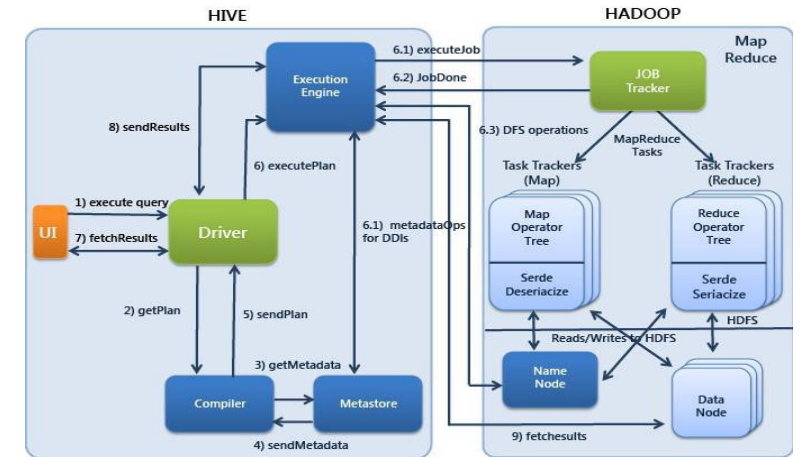 HIVE
HADOOP
Map
Reduce
6.1) executeJob
Execution
Engine
6.2) JobDone
JOB
Tracker
8) sendResults
6.3) DFS operations
MapReduce
Tasks
6) executePlan
Task Trackers
(Map)
Task Trackers
(Reduce)
1) execute query
UI
Driver
7) fetchResults
6.1) metadataOps
for DDIs
Map
Operator
Tree
Reduce
Operator
Tree
Serde
Deseriacize
Serde
Seriacize
2) getPlan
5) sendPlan
HDFS
Reads/Writes to HDFS
3) getMetadata
Name
Node
Compiler
Metastore
Data
Node
4) sendMetadata
9) fetchesults